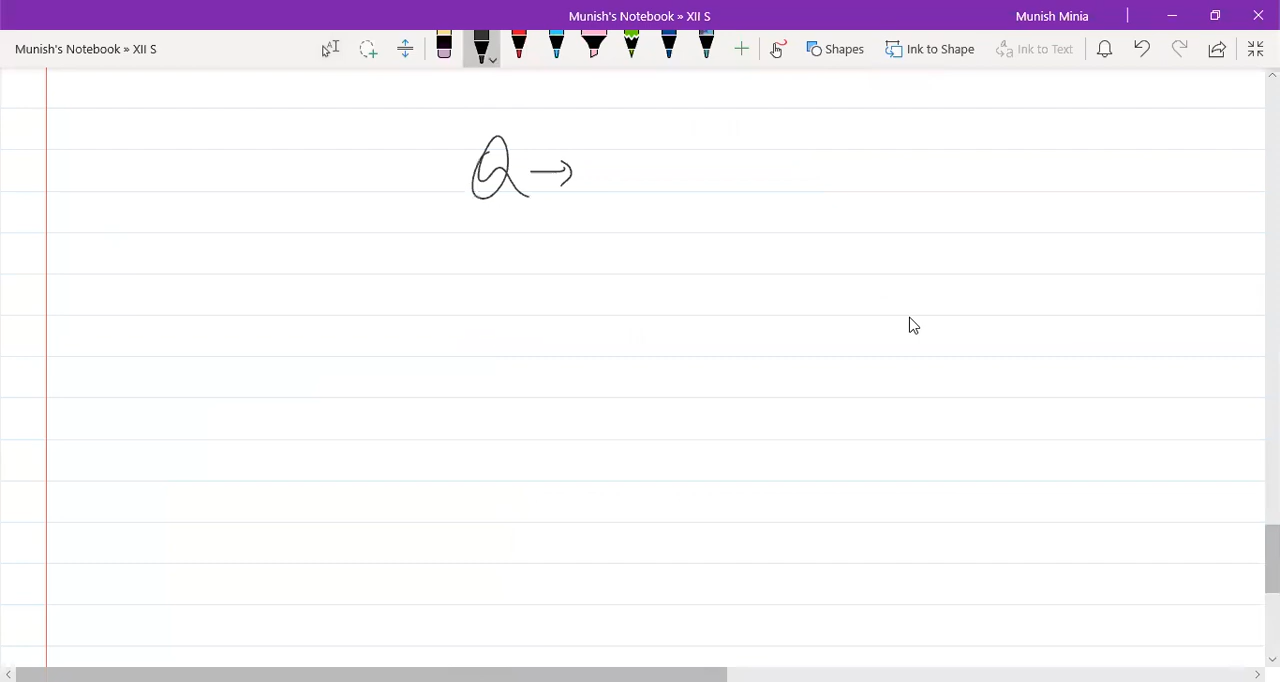 Munish's Notebook » XII S
Munish Minia
Munish's Notebook » XII S
Shapes
Ink to Shape
Ink to Text
Q →